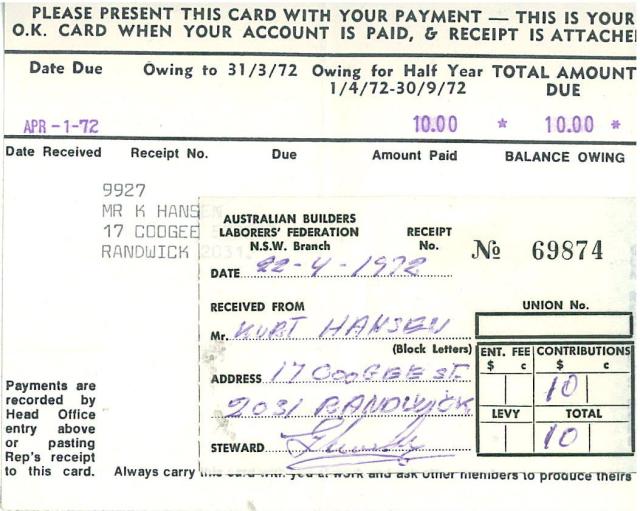 PLEASE PRESENT THIS CARD WITH YOUR PAYMENT — THIS IS YOUR
O.K. CARD WHEN YOUR ACCOUNT IS PAID, & RECEIPT IS ATTACHE
Date Due Owing to 31/3/72 Owing for Half Year TOTAL AMOUNT
1/4/72-30/9/72 DUE
APR -1-72 10.00 * 10.00 *
Date Received Receipt No. Due Amount Paid BALANCE OWING
9927
MR K HANSEN
17 COOGEE
RANDWICK 2031
AUSTRALIAN BUILDERS
LABORERS' FEDERATION RECEIPT
N.S.W. Branch No. No 69874
DATE 22-4-1972
RECEIVED FROM UNION No.
Mr. KURT HANSEN
(Block Letters) ENT. FEE CONTRIBUTIONS
$ c $ c
ADDRESS 17 COOGEE ST. 10
2031 RANDWICK LEVY TOTAL
STEWARD 10
Payments are
recorded by
Head Office
entry above
or pasting
Rep's receipt
to this card. Always carry this card with you at work and ask other members to produce theirs